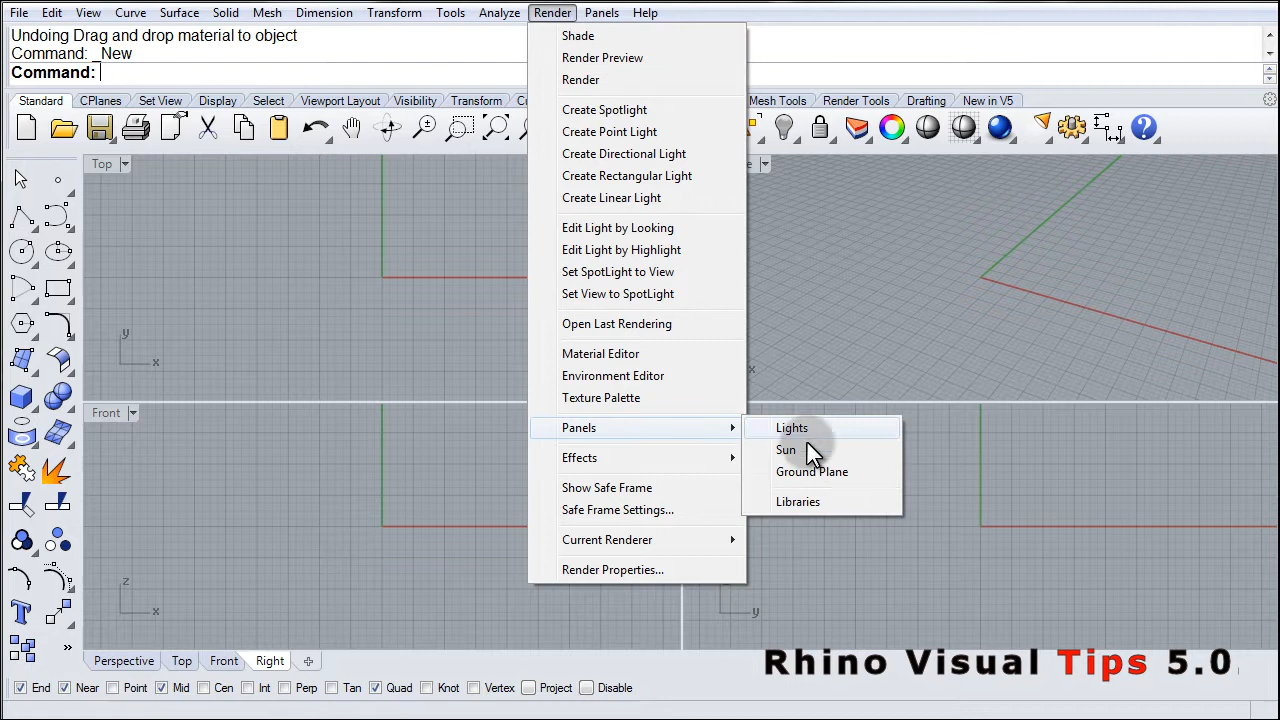 File Edit View Curve Surface Solid Mesh Dimension Transform Tools Analyze Render Panels Help
Undoing Drag and drop material to object
Command: _New
Command:
Standard CPlanes Set View Display Select Viewport Layout Visibility Transform Mesh Tools Render Tools Drafting New in V5
Top
y
x
x
Front
z
x
y
Shade
Render Preview
Render
Create Spotlight
Create Point Light
Create Directional Light
Create Rectangular Light
Create Linear Light
Edit Light by Looking
Edit Light by Highlight
Set SpotLight to View
Set View to SpotLight
Open Last Rendering
Material Editor
Environment Editor
Texture Palette
Panels
Effects
Show Safe Frame
Safe Frame Settings...
Current Renderer
Render Properties...
Lights
Sun
Ground Plane
Libraries
Perspective Top Front Right
Rhino Visual Tips 5.0
End Near Point Mid Cen Int Perp Tan Quad Knot Vertex Project Disable